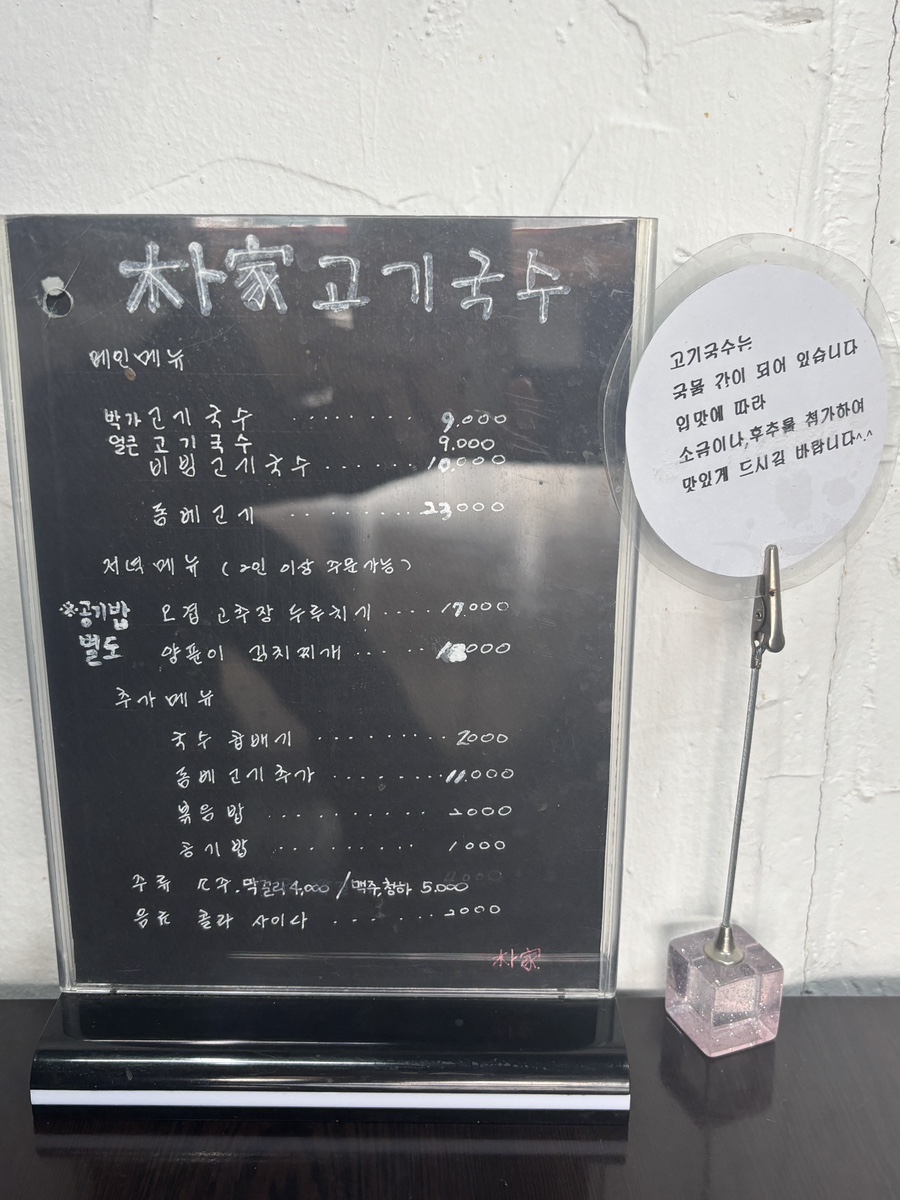 朴家 고기국수
메인메뉴
박가고기국수 ········ 9,000
얼큰 고기국수 9.000
비빔고기국수 ······ 10.000
돔베고기 ·········· 23000
저녁메뉴 (2인 이상 주문가능)
※공기밥 별도
오겹 고추장 두루치기 ···· 17.000
양푼이 김치찌개 ······ 000
추가메뉴
국수 곱배기 ········· 2000
돔베고기추가 ········ 11.000
볶음밥 ·········· 2000
공기밥 ········· 1000
주류 소주.막걸리4,000 / 맥주,청하 5.000
음료 콜라 사이다 ······· 2000
朴家
고기국수는
국물 간이 되어 있습니다
입맛에 따라
소금이나,후추를 첨가하여
맛있게 드시길 바랍니다^.^